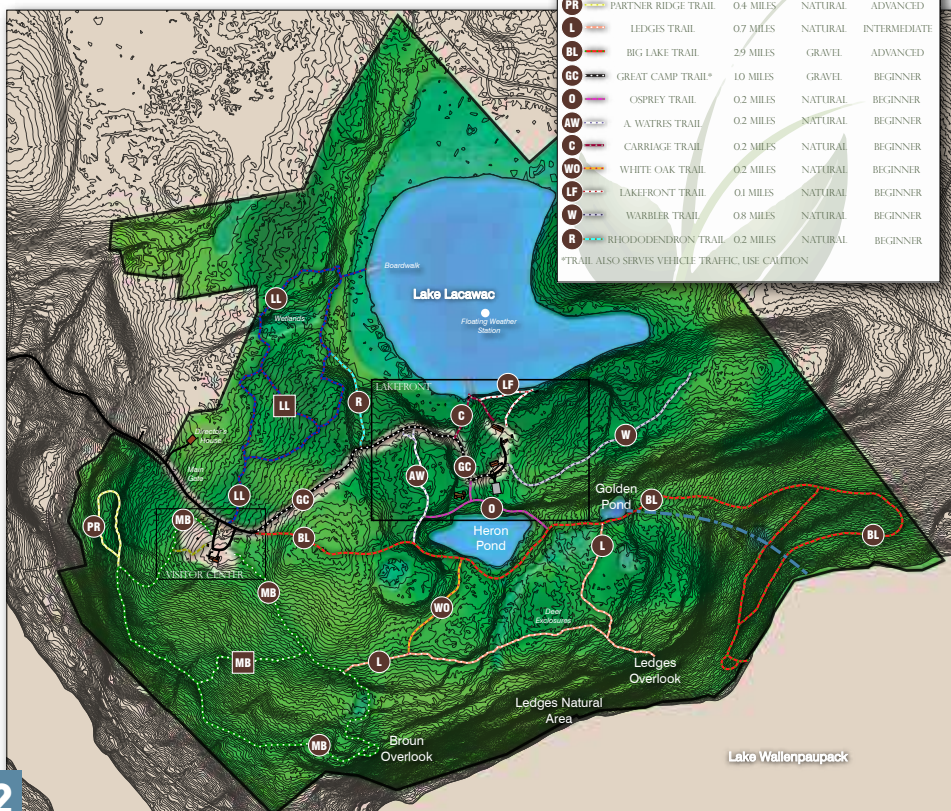 PR PARTNER RIDGE TRAIL 0.4 MILES NATURAL ADVANCED
L LEDGES TRAIL 0.7 MILES NATURAL INTERMEDIATE
BL BIG LAKE TRAIL 2.9 MILES GRAVEL ADVANCED
GC GREAT CAMP TRAIL* 1.0 MILES GRAVEL BEGINNER
O OSPREY TRAIL 0.2 MILES NATURAL BEGINNER
AW A. WATRES TRAIL 0.2 MILES NATURAL BEGINNER
C CARRIAGE TRAIL 0.2 MILES NATURAL BEGINNER
WO WHITE OAK TRAIL 0.2 MILES NATURAL BEGINNER
LF LAKEFRONT TRAIL 0.1 MILES NATURAL BEGINNER
W WARBLER TRAIL 0.8 MILES NATURAL BEGINNER
R RHODODENDRON TRAIL 0.2 MILES NATURAL BEGINNER
*TRAIL ALSO SERVES VEHICLE TRAFFIC, USE CAUTION
Boardwalk
Lake Lacawac
LL
Wetlands
Floating Weather
Station
LAKEFRONT
LF
R
LL
C
W
Director's
House
Main
Gate
GC
AW
LL
GC
Golden
Pond
BL
O
MB
PR
BL
Heron
Pond
L
BL
VISITOR CENTER
MB
WO
Deer
Exclosures
MB
L
Ledges
Overlook
Ledges Natural
Area
MB
Broun
Overlook
Lake Wallenpaupack
2